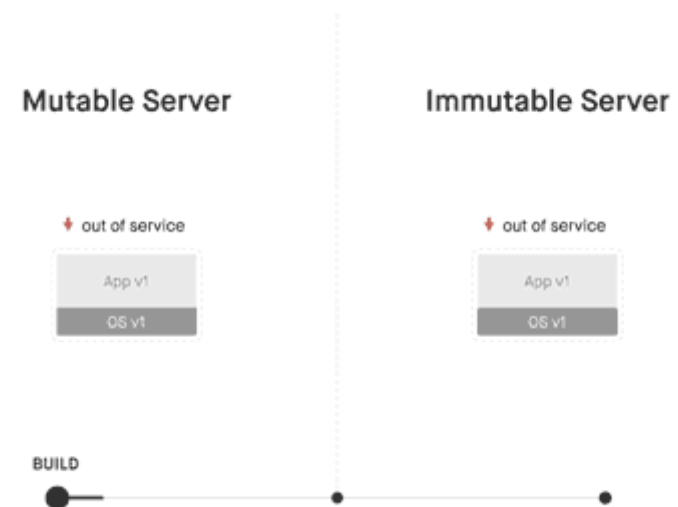 Mutable Server
Immutable Server
out of service
out of service
App v1
App v1
OS v1
OS v1
BUILD